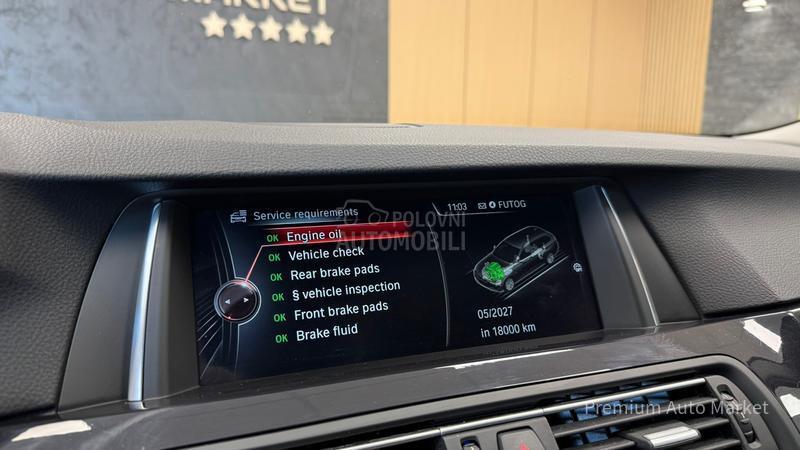 MARKET
Service requirements
11:03
FUTOG
OK Engine oil
OK Vehicle check
OK Rear brake pads
OK § vehicle inspection
OK Front brake pads
OK Brake fluid
05/2027
in 18000 km
POLOVNI
AUTOMOBILI
Premium Auto Market